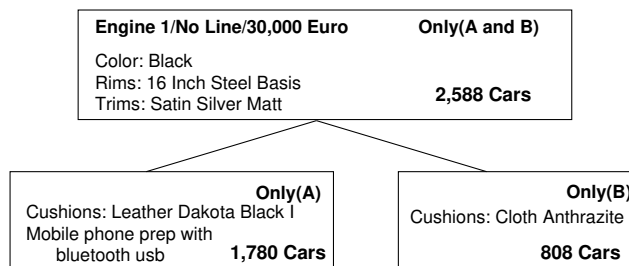 Engine 1/No Line/30,000 Euro Only(A and B)
Color: Black
Rims: 16 Inch Steel Basis
Trims: Satin Silver Matt
2,588 Cars
Only(A)
Cushions: Leather Dakota Black I
Mobile phone prep with
bluetooth usb 1,780 Cars
Only(B)
Cushions: Cloth Anthrazite
808 Cars